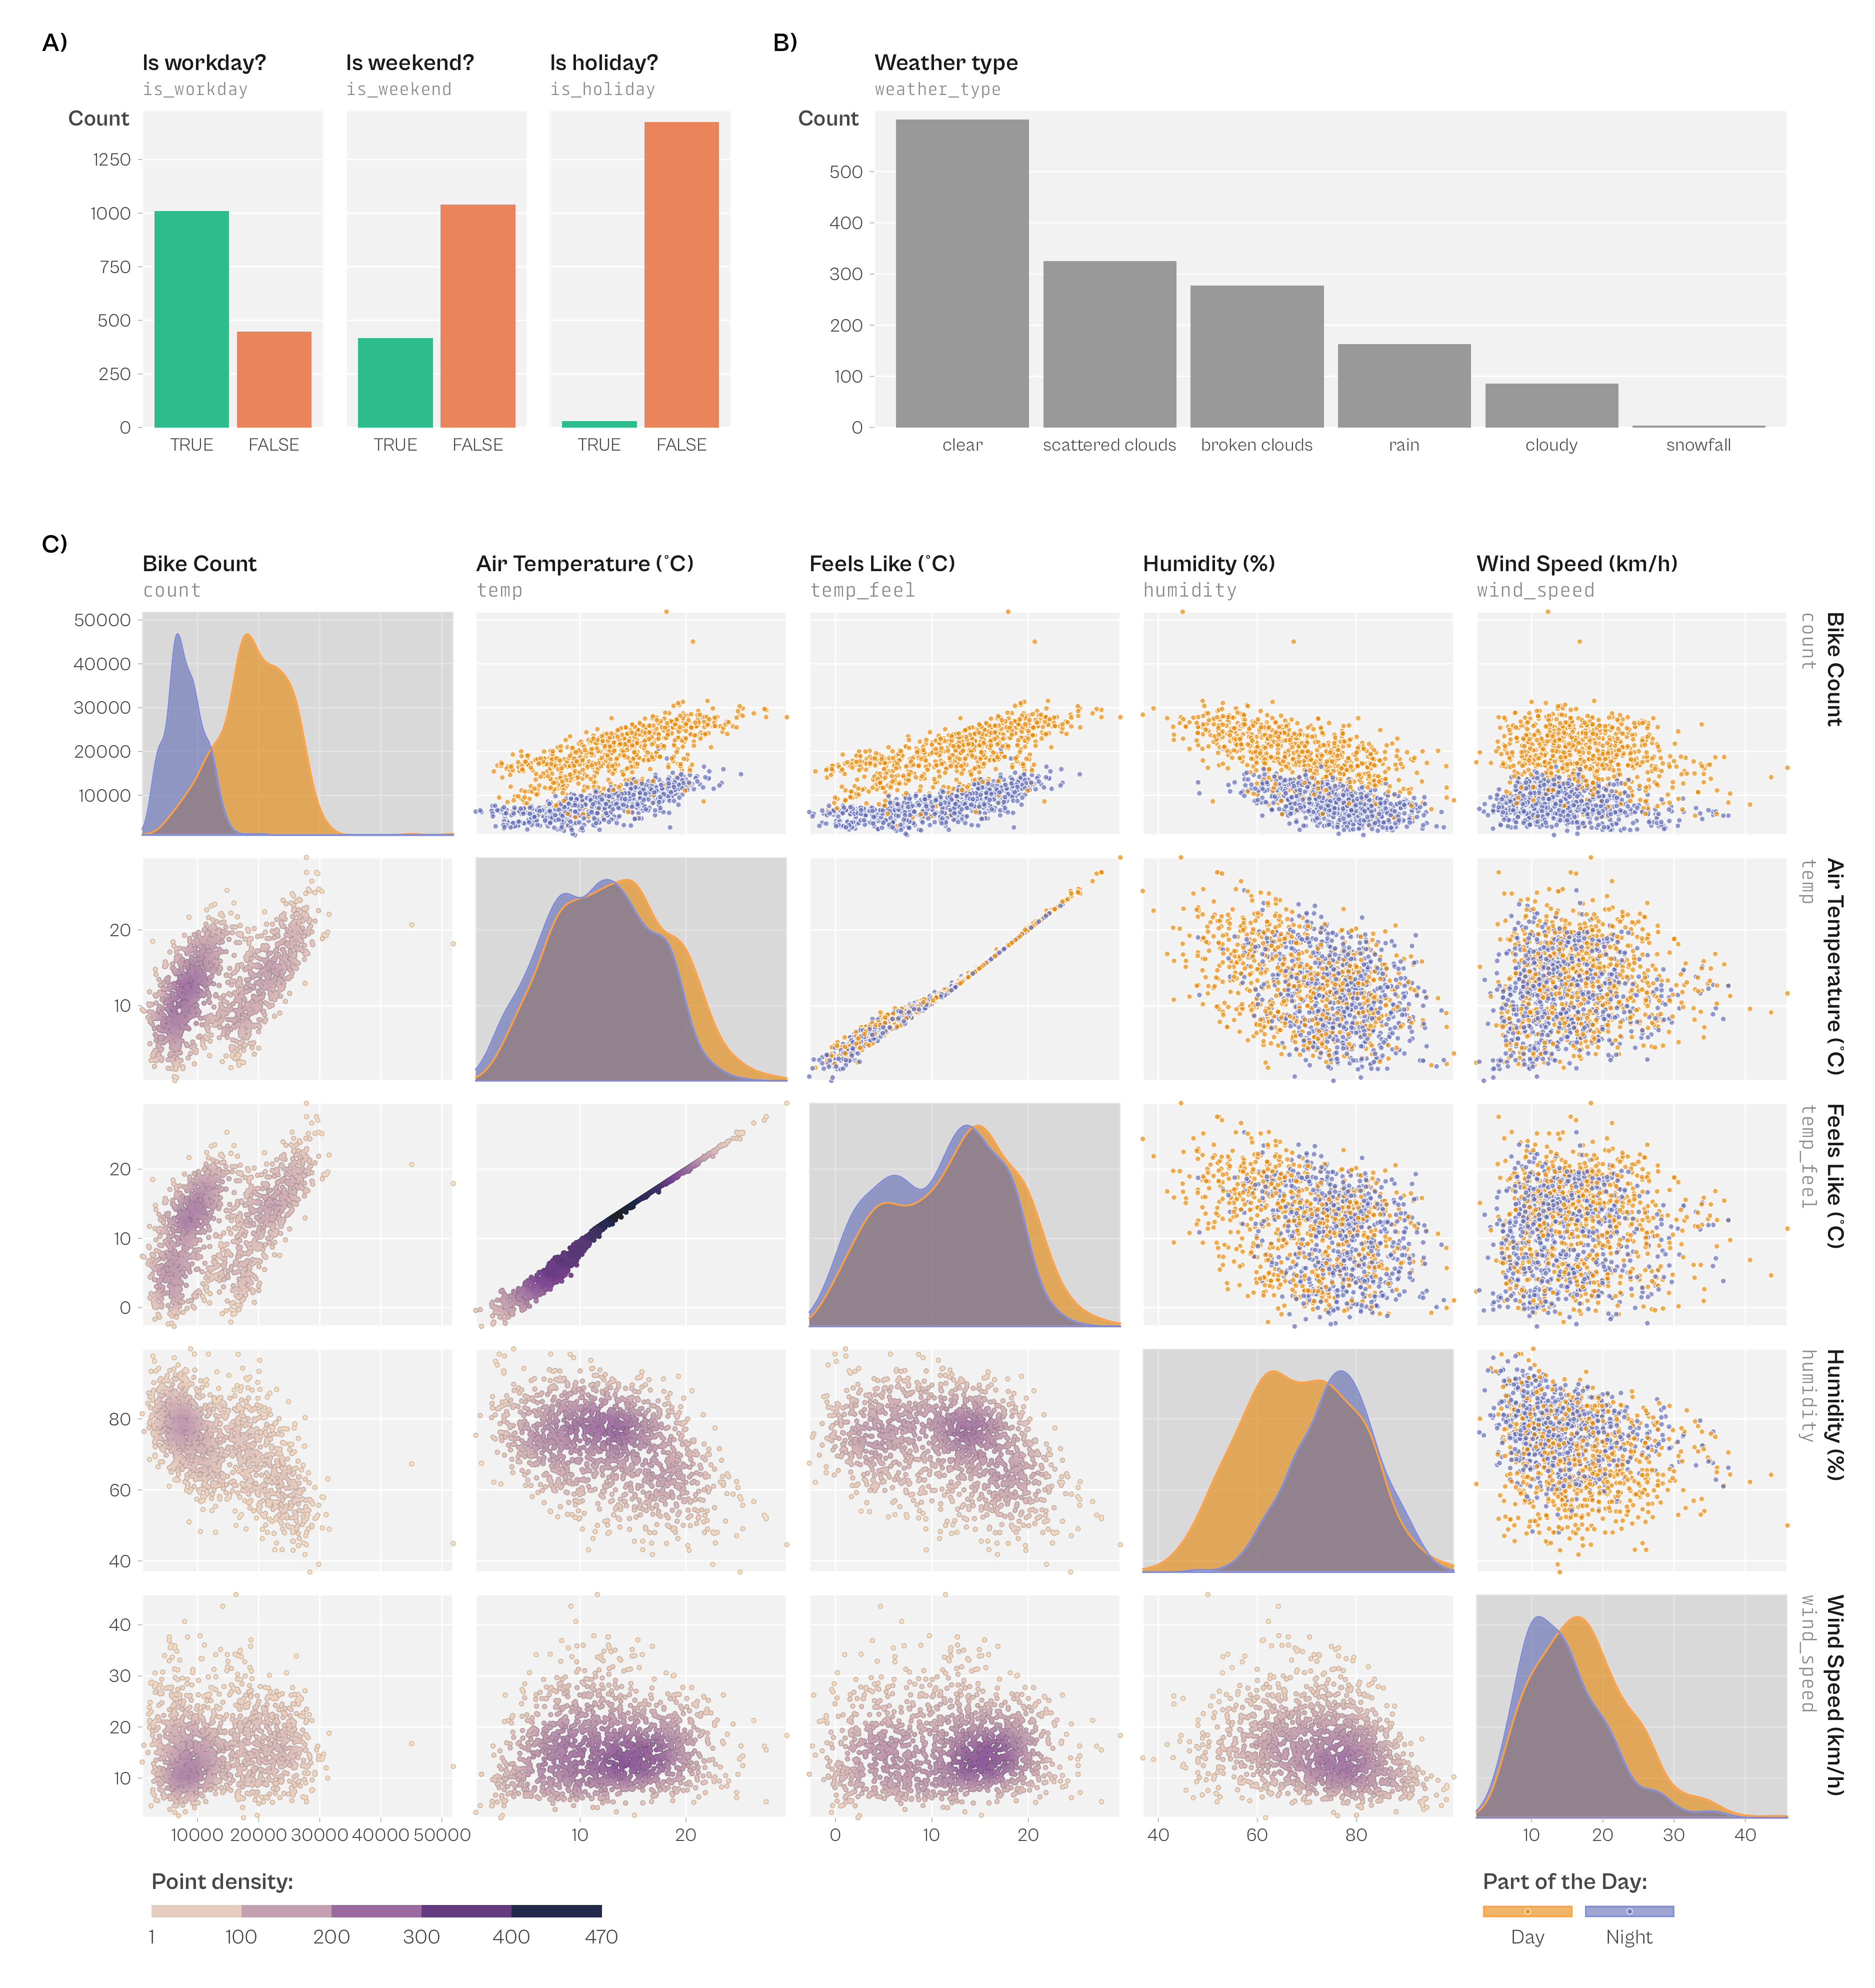 A)
Is workday?
is_workday
Is weekend?
is_weekend
Is holiday?
is_holiday
Count
1250
1000
750
500
250
0
TRUE FALSE
TRUE FALSE
TRUE FALSE
B)
Weather type
weather_type
Count
500
400
300
200
100
0
clear
scattered clouds
broken clouds
rain
cloudy
snowfall
C)
Bike Count
count
Air Temperature (°C)
temp
Feels Like (°C)
temp_feel
Humidity (%)
humidity
Wind Speed (km/h)
wind_speed
50000
40000
30000
20000
10000
Bike Count
count
20
10
Air Temperature (°C)
temp
20
10
0
Feels Like (°C)
temp_feel
80
60
40
Humidity (%)
humidity
40
30
20
10
Wind Speed (km/h)
wind_speed
10000 20000 30000 40000 50000
10 20
0 10 20
40 60 80
10 20 30 40
Point density:
1 100 200 300 400 470
Part of the Day:
Day Night